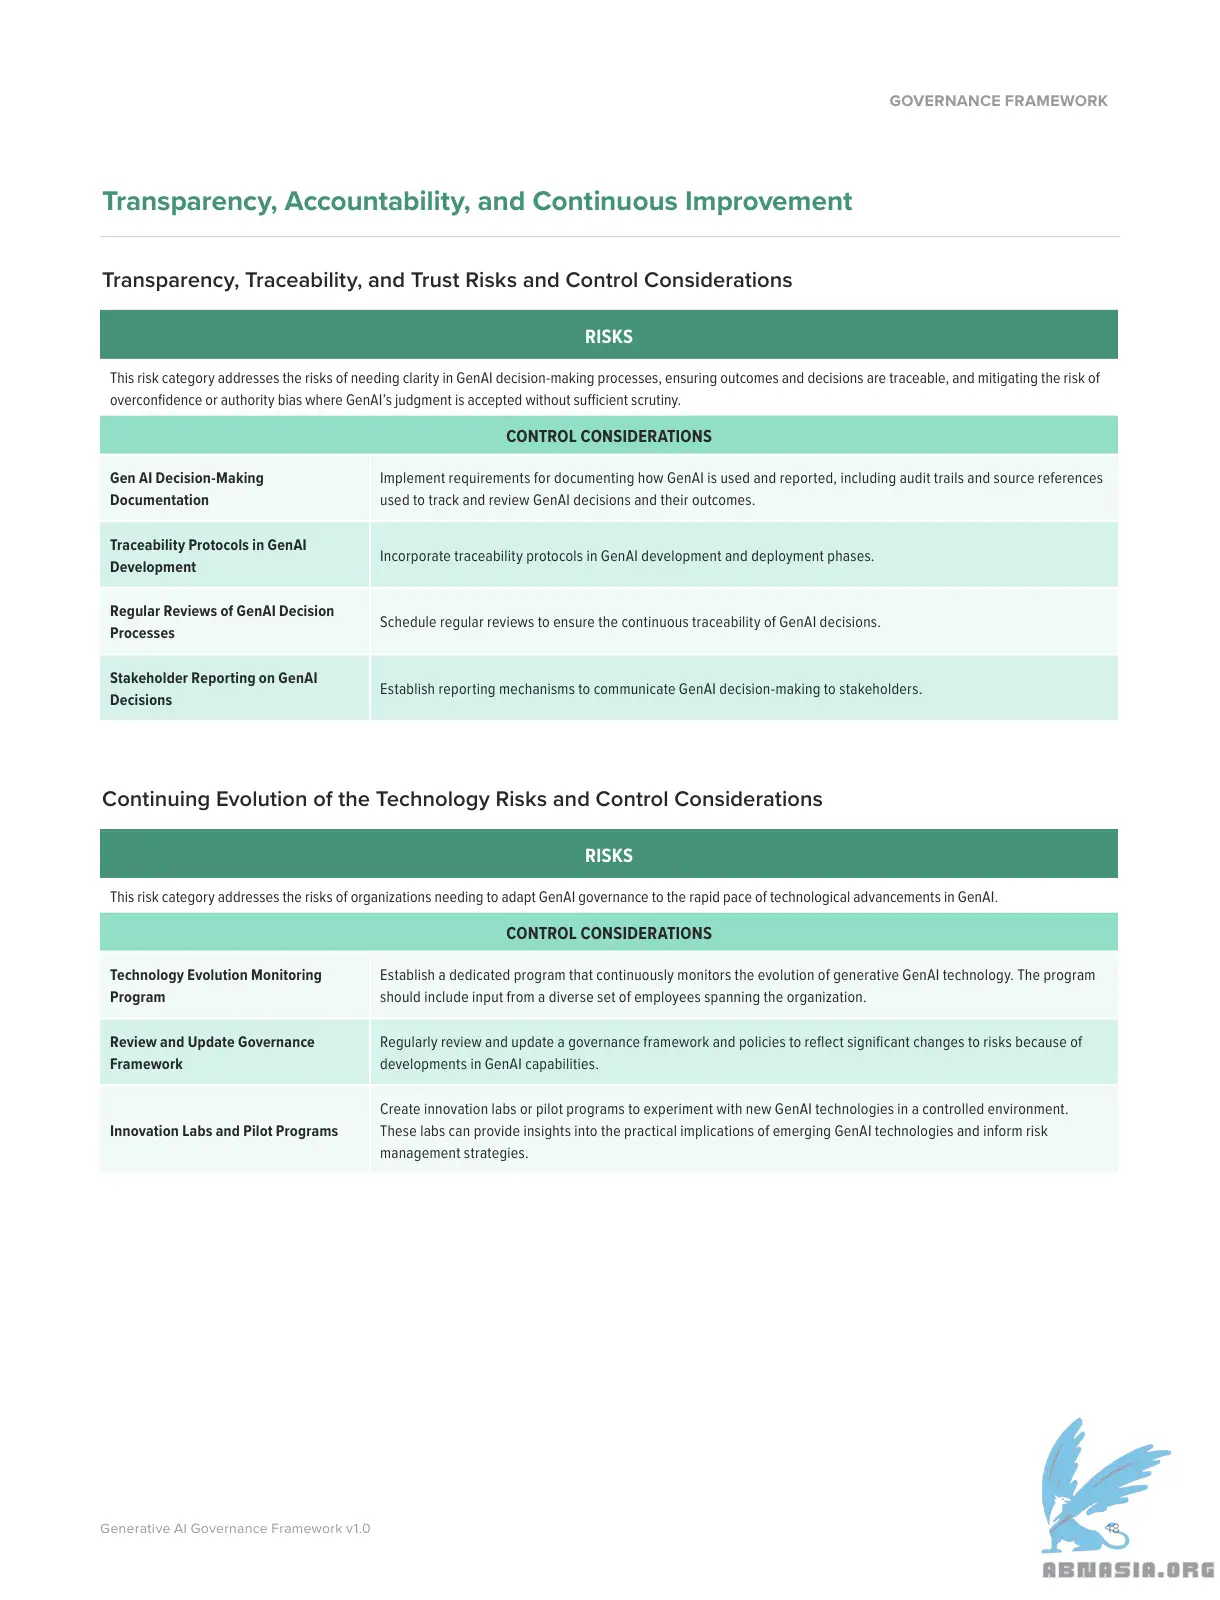 GOVERNANCE FRAMEWORK
Transparency, Accountability, and Continuous Improvement
Transparency, Traceability, and Trust Risks and Control Considerations
RISKS
This risk category addresses the risks of needing clarity in GenAI decision-making processes, ensuring outcomes and decisions are traceable, and mitigating the risk of
overconfidence or authority bias where GenAI's judgment is accepted without sufficient scrutiny.
CONTROL CONSIDERATIONS
Gen AI Decision-Making
Documentation
Implement requirements for documenting how GenAI is used and reported, including audit trails and source references
used to track and review GenAI decisions and their outcomes.
Traceability Protocols in GenAI
Development
Incorporate traceability protocols in GenAI development and deployment phases.
Regular Reviews of GenAI Decision
Processes
Schedule regular reviews to ensure the continuous traceability of GenAI decisions.
Stakeholder Reporting on GenAI
Decisions
Establish reporting mechanisms to communicate GenAI decision-making to stakeholders.
Continuing Evolution of the Technology Risks and Control Considerations
RISKS
This risk category addresses the risks of organizations needing to adapt GenAI governance to the rapid pace of technological advancements in GenAI.
CONTROL CONSIDERATIONS
Technology Evolution Monitoring
Program
Establish a dedicated program that continuously monitors the evolution of generative GenAI technology. The program
should include input from a diverse set of employees spanning the organization.
Review and Update Governance
Framework
Regularly review and update a governance framework and policies to reflect significant changes to risks because of
developments in GenAI capabilities.
Innovation Labs and Pilot Programs
Create innovation labs or pilot programs to experiment with new GenAI technologies in a controlled environment.
These labs can provide insights into the practical implications of emerging GenAI technologies and inform risk
management strategies.
Generative AI Governance Framework v1.0
18
ABNASIA.ORG